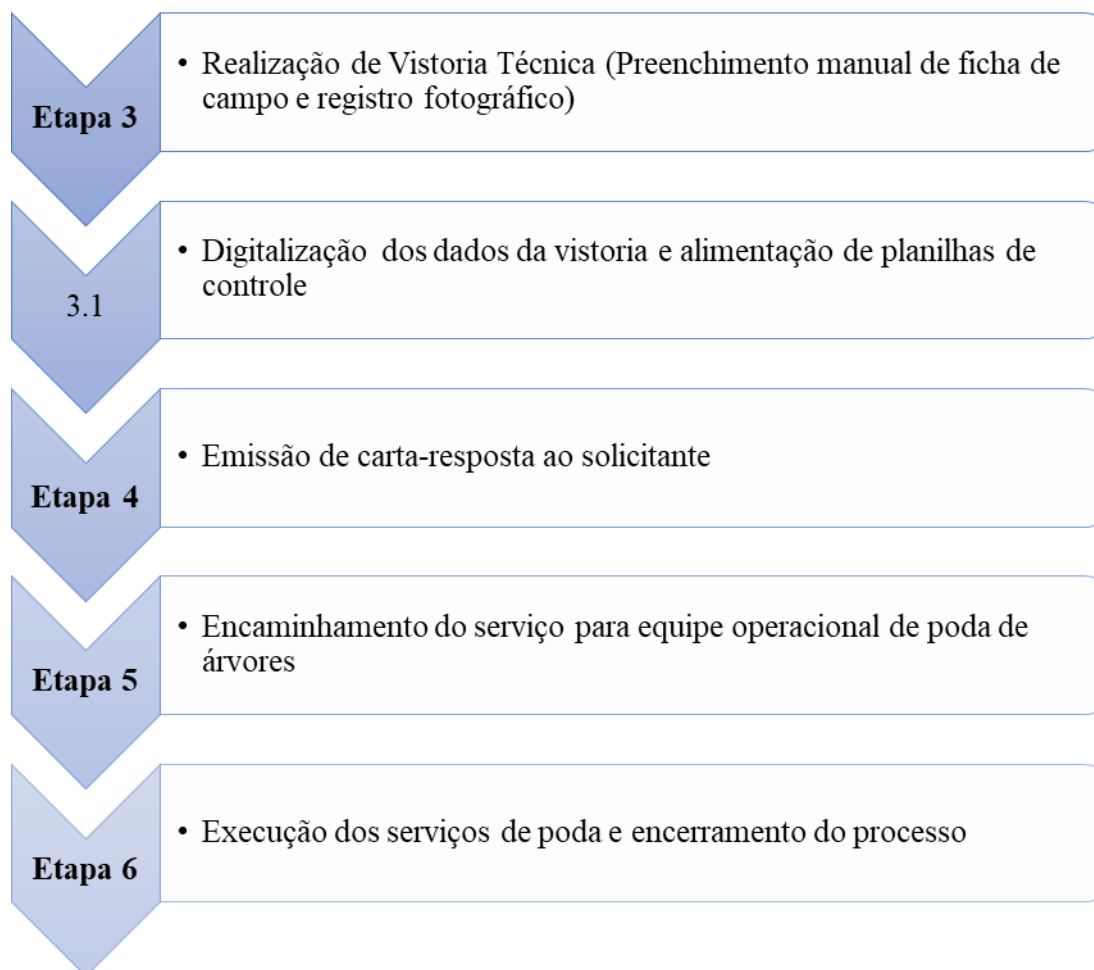 Etapa 3
• Realização de Vistoria Técnica (Preenchimento manual de ficha de
campo e registro fotográfico)
3.1
• Digitalização dos dados da vistoria e alimentação de planilhas de
controle
Etapa 4
• Emissão de carta-resposta ao solicitante
Etapa 5
• Encaminhamento do serviço para equipe operacional de poda de
árvores
Etapa 6
• Execução dos serviços de poda e encerramento do processo